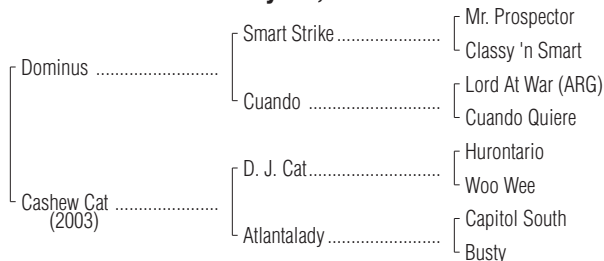 Mr. Prospector
Smart Strike
Classy 'n Smart
Dominus
Lord At War (ARG)
Cuando
Cuando Quiere
Hurontario
D. J. Cat
Woo Wee
Cashew Cat
(2003)
Capitol South
Atlantalady
Busty